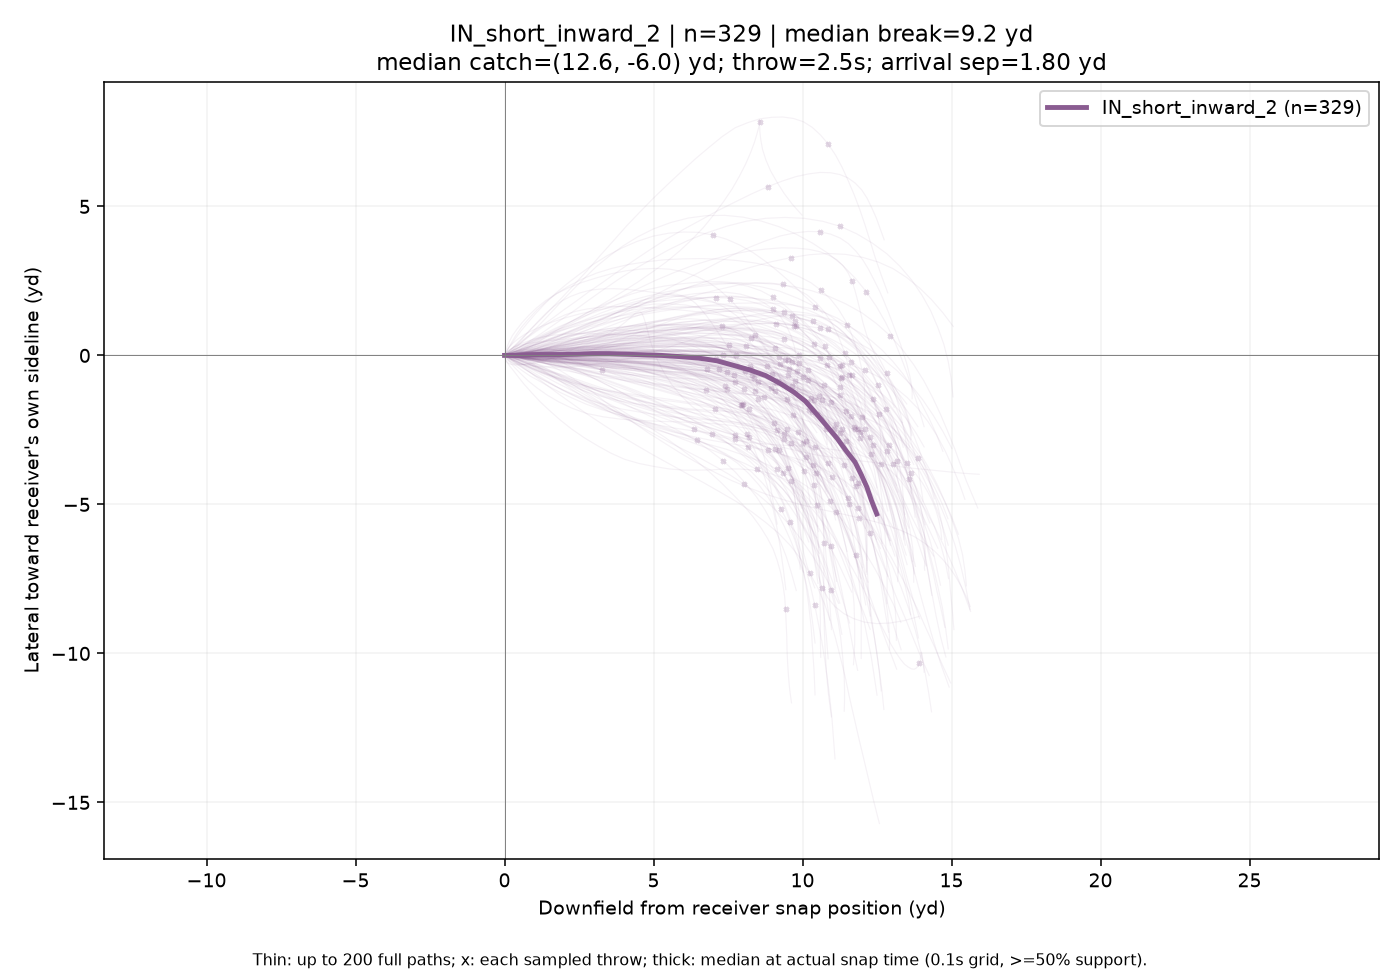 IN_short_inward_2 | n=329 | median break=9.2 yd
median catch=(12.6, -6.0) yd; throw=2.5s; arrival sep=1.80 yd
IN_short_inward_2 (n=329)
Lateral toward receiver's own sideline (yd)
5
0
−5
−10
−15
−10
−5
0
5
10
15
20
25
Downfield from receiver snap position (yd)
Thin: up to 200 full paths; x: each sampled throw; thick: median at actual snap time (0.1s grid, >=50% support).